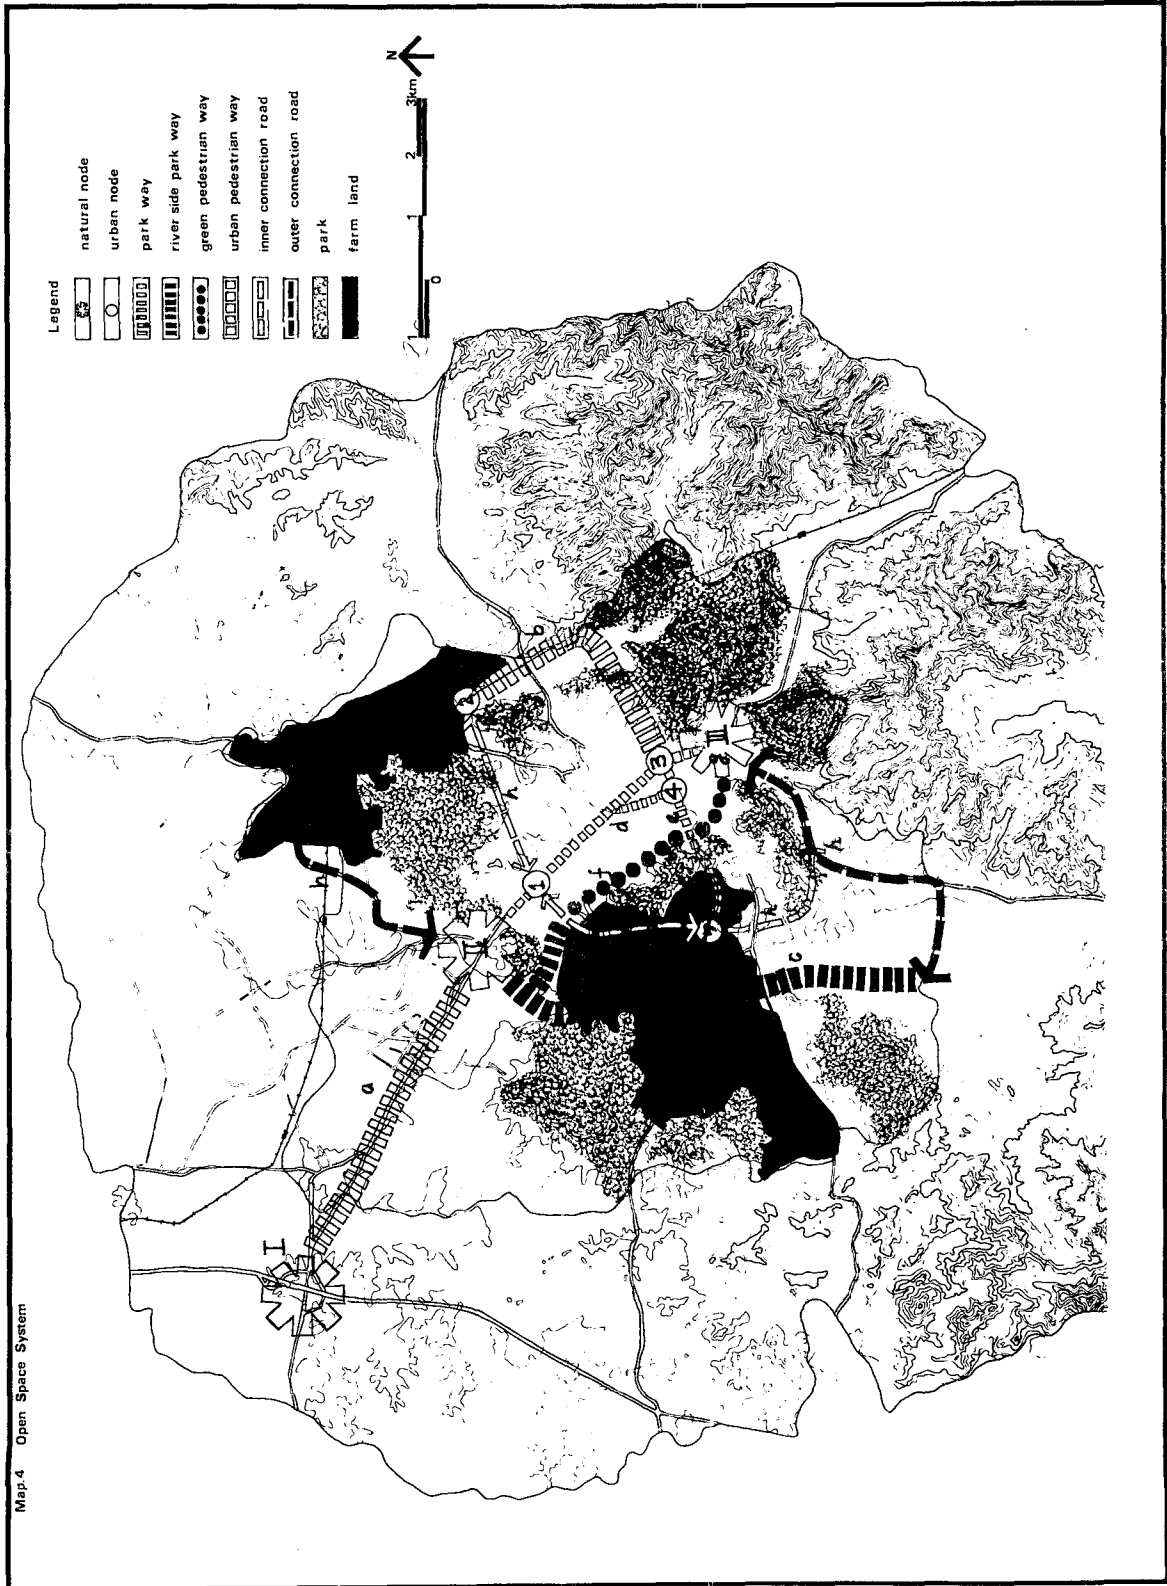 Map.4 Open Space System
Legend
natural node
urban node
park way
river side park way
green pedestrian way
urban pedestrian way
inner connection road
outer connection road
park
farm land
1 0 1 2 3km
N
I
II
III
1
2
3
4
a
b
c
d
f
h
h
h